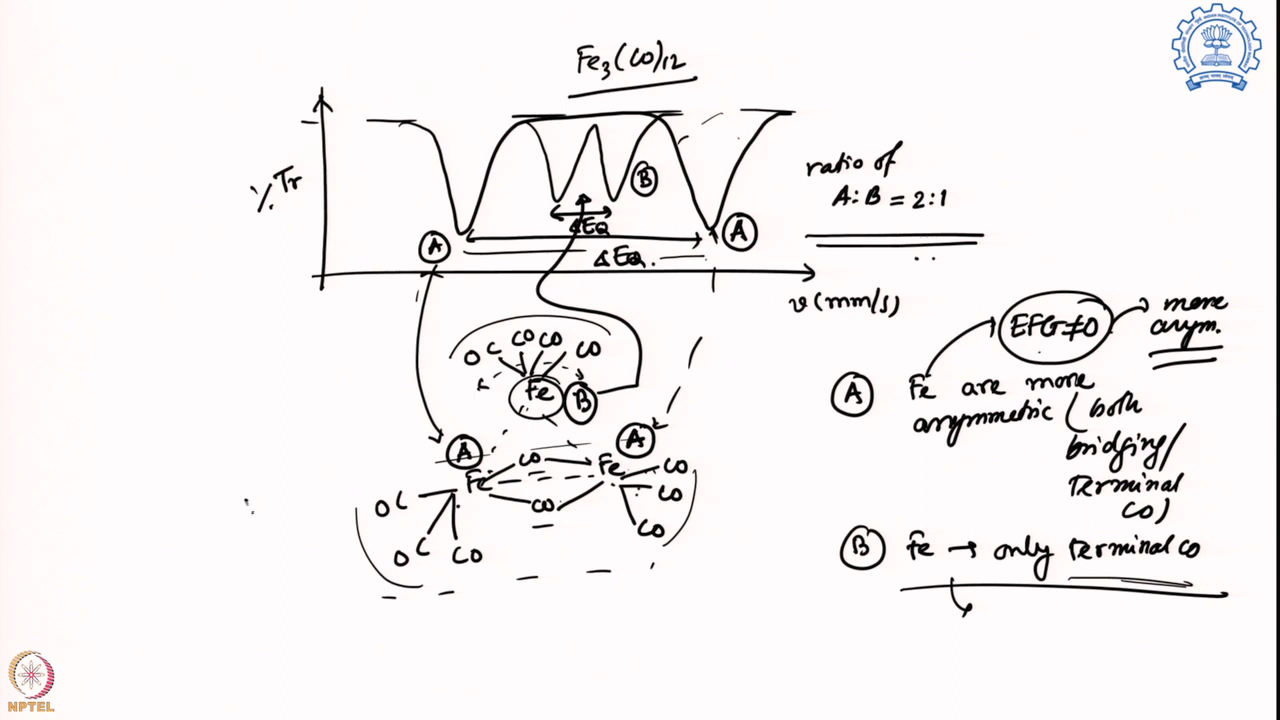 Fe3(CO)12
% Tr
A
B
A
ΔEQ
ΔEQ.
v(mm/s)
ratio of
A:B = 2:1
OC CO CO CO
Fe B
A A
Fe CO Fe CO
OC CO CO
OC CO CO
EFG≠0
more
asym.
A Fe are more
asymmetric (both
bridging/
terminal
CO)
B Fe → only terminal CO
NPTEL